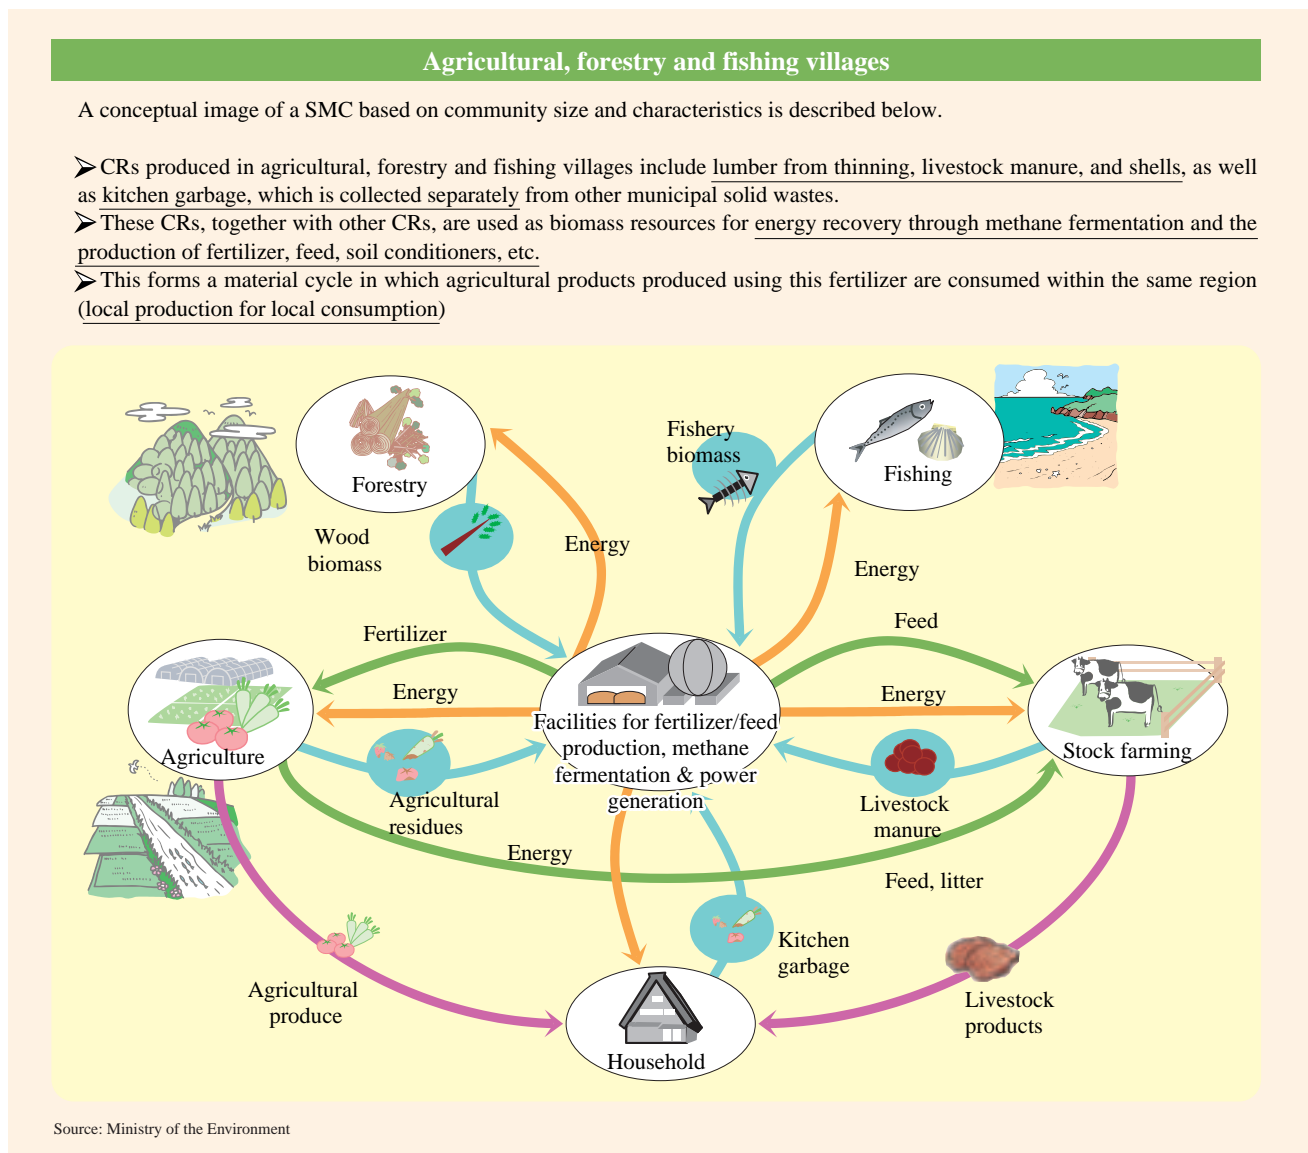 Agricultural, forestry and fishing villages
A conceptual image of a SMC based on community size and characteristics is described below.
➢CRs produced in agricultural, forestry and fishing villages include lumber from thinning, livestock manure, and shells, as well
as kitchen garbage, which is collected separately from other municipal solid wastes.
➢These CRs, together with other CRs, are used as biomass resources for energy recovery through methane fermentation and the
production of fertilizer, feed, soil conditioners, etc.
➢This forms a material cycle in which agricultural products produced using this fertilizer are consumed within the same region
(local production for local consumption)
Forestry
Fishery
biomass
Fishing
Wood
biomass
Energy
Energy
Fertilizer
Feed
Energy
Energy
Agriculture
Facilities for fertilizer/feed
production, methane
fermentation & power
generation
Stock farming
Agricultural
residues
Livestock
manure
Energy
Feed, litter
Kitchen
garbage
Agricultural
produce
Livestock
products
Household
Source: Ministry of the Environment